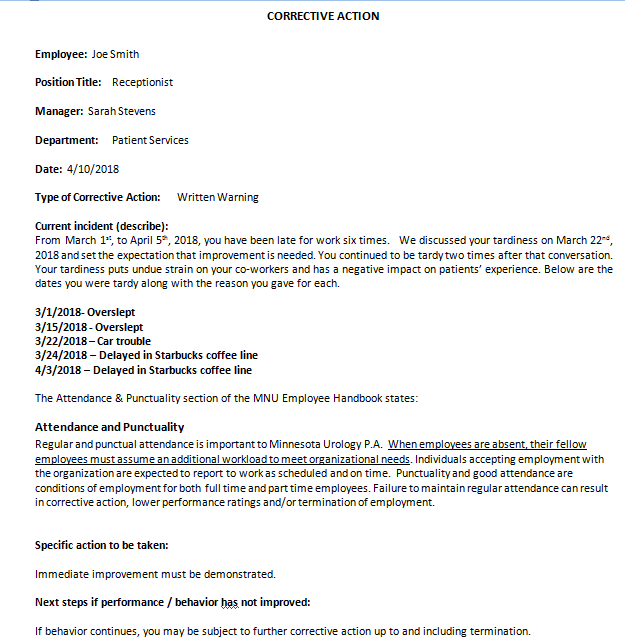 CORRECTIVE ACTION
Employee: Joe Smith
Position Title: Receptionist
Manager: Sarah Stevens
Department: Patient Services
Date: 4/10/2018
Type of Corrective Action: Written Warning
Current incident (describe):
From March 1st, to April 5th, 2018, you have been late for work six times. We discussed your tardiness on March 22nd,
2018 and set the expectation that improvement is needed. You continued to be tardy two times after that conversation.
Your tardiness puts undue strain on your co-workers and has a negative impact on patients' experience. Below are the
dates you were tardy along with the reason you gave for each.
3/1/2018- Overslept
3/15/2018 - Overslept
3/22/2018 – Car trouble
3/24/2018 – Delayed in Starbucks coffee line
4/3/2018 – Delayed in Starbucks coffee line
The Attendance & Punctuality section of the MNU Employee Handbook states:
Attendance and Punctuality
Regular and punctual attendance is important to Minnesota Urology P.A. When employees are absent, their fellow
employees must assume an additional workload to meet organizational needs. Individuals accepting employment with
the organization are expected to report to work as scheduled and on time. Punctuality and good attendance are
conditions of employment for both full time and part time employees. Failure to maintain regular attendance can result
in corrective action, lower performance ratings and/or termination of employment.
Specific action to be taken:
Immediate improvement must be demonstrated.
Next steps if performance / behavior has not improved:
If behavior continues, you may be subject to further corrective action up to and including termination.